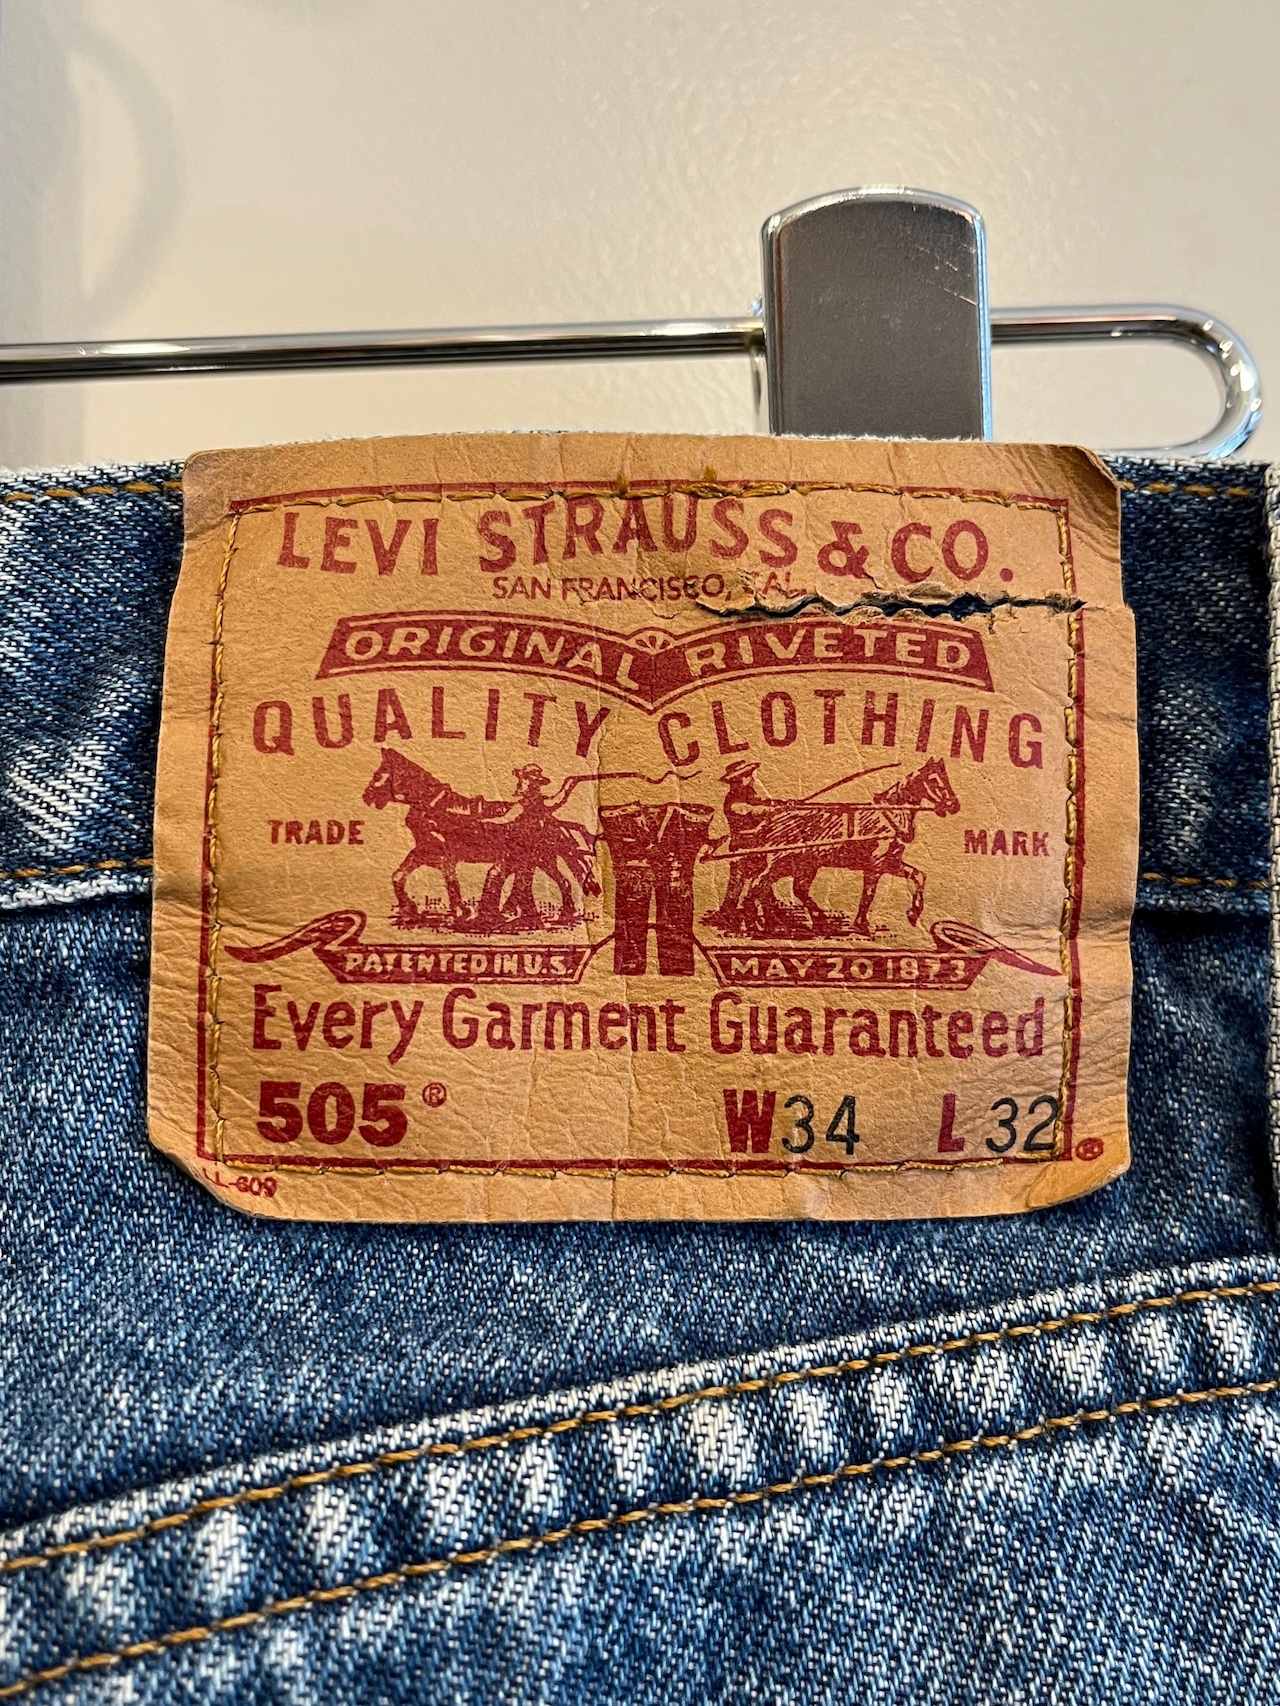 LEVI STRAUSS & CO.
SAN FRANCISCO, CAL.
ORIGINAL RIVETED
QUALITY CLOTHING
TRADE MARK
PATENTED IN U.S. MAY 20 1873
Every Garment Guaranteed
505® W34 L32
®
L-609